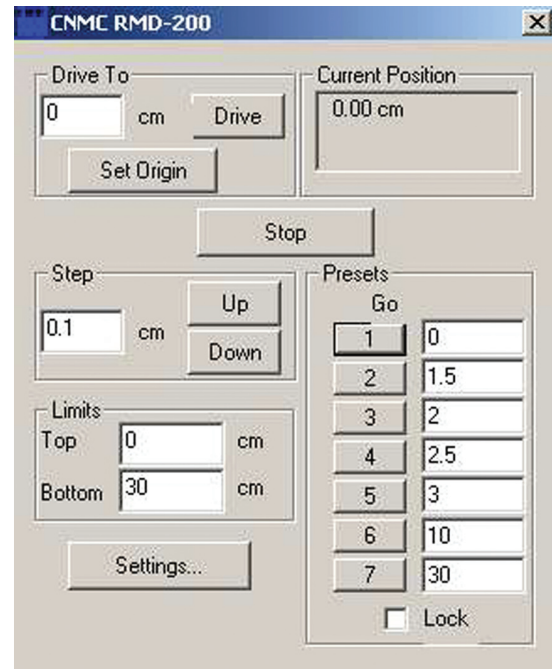 CNMC RMD-200
Drive To
0 cm Drive
Set Origin
Current Position
0.00 cm
Stop
Step
0.1 cm
Up
Down
Limits
Top 0 cm
Bottom 30 cm
Settings...
Presets
Go
1 0
2 1.5
3 2
4 2.5
5 3
6 10
7 30
Lock